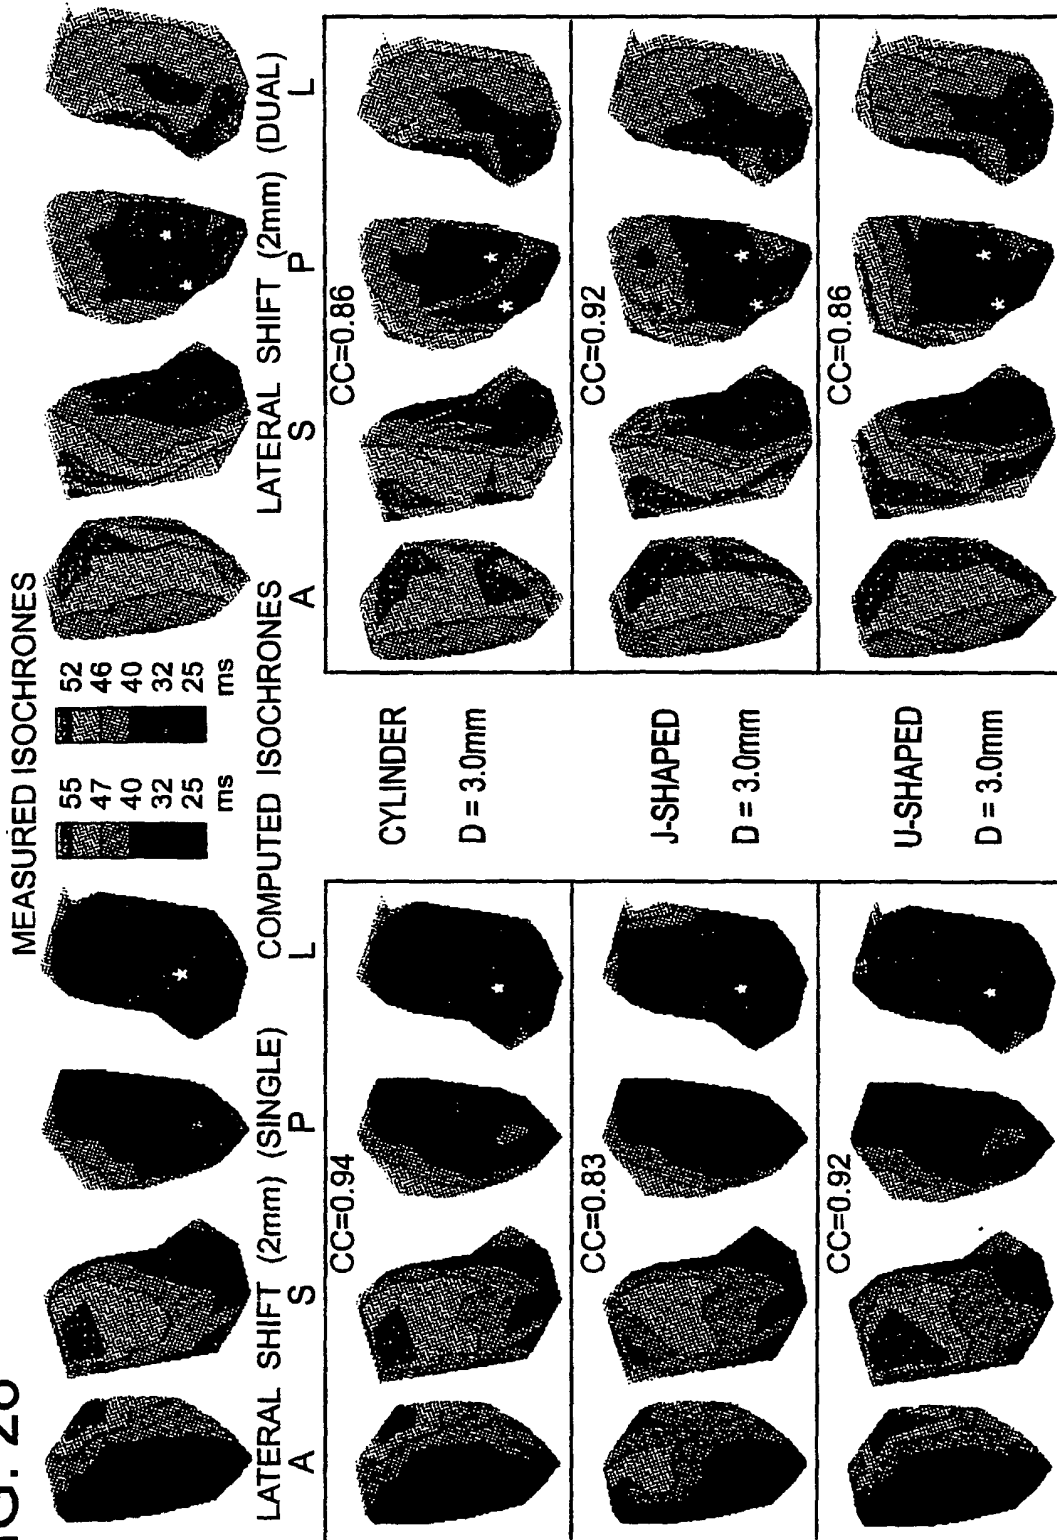 MEASURED ISOCHRONES
55 52
47 46
40 40
32 32
25 25
ms ms
LATERAL SHIFT (2mm) (SINGLE) COMPUTED ISOCHRONES LATERAL SHIFT (2mm) (DUAL)
A S P L A S P L
CC=0.94 CC=0.86
CYLINDER
D = 3.0mm
CC=0.83 CC=0.92
J-SHAPED
D = 3.0mm
CC=0.92 CC=0.86
U-SHAPED
D = 3.0mm